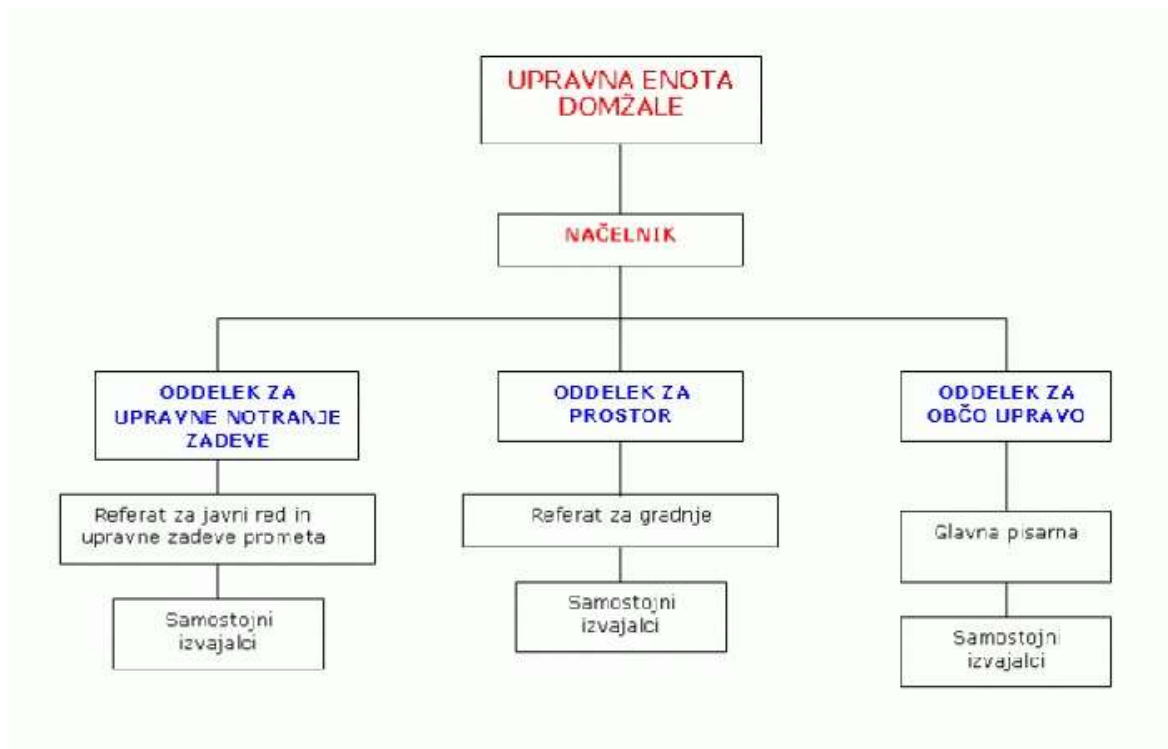 UPRAVNA ENOTA
DOMŽALE
NAČELNIK
ODDELEK ZA
UPRAVNE NOTRANJE
ZADEVE
ODDELEK ZA
PROSTOR
ODDELEK ZA
OBČO UPRAVO
Referat za javni red in
upravne zadeve prometa
Referat za gradnje
Glavna pisarna
Samostojni
izvajalci
Samostojni
izvajalci
Samostojni
izvajalci